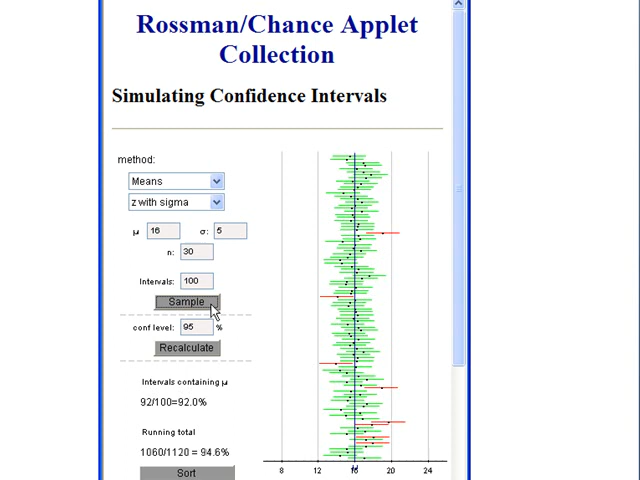 Rossman/Chance Applet
Collection
Simulating Confidence Intervals
method:
Means
z with sigma
μ 16 σ: 5
n: 30
Intervals: 100
Sample
conf level: 95 %
Recalculate
Intervals containing μ
92/100=92.0%
Running total
1060/1120 = 94.6%
Sort
8 12 16 20 24